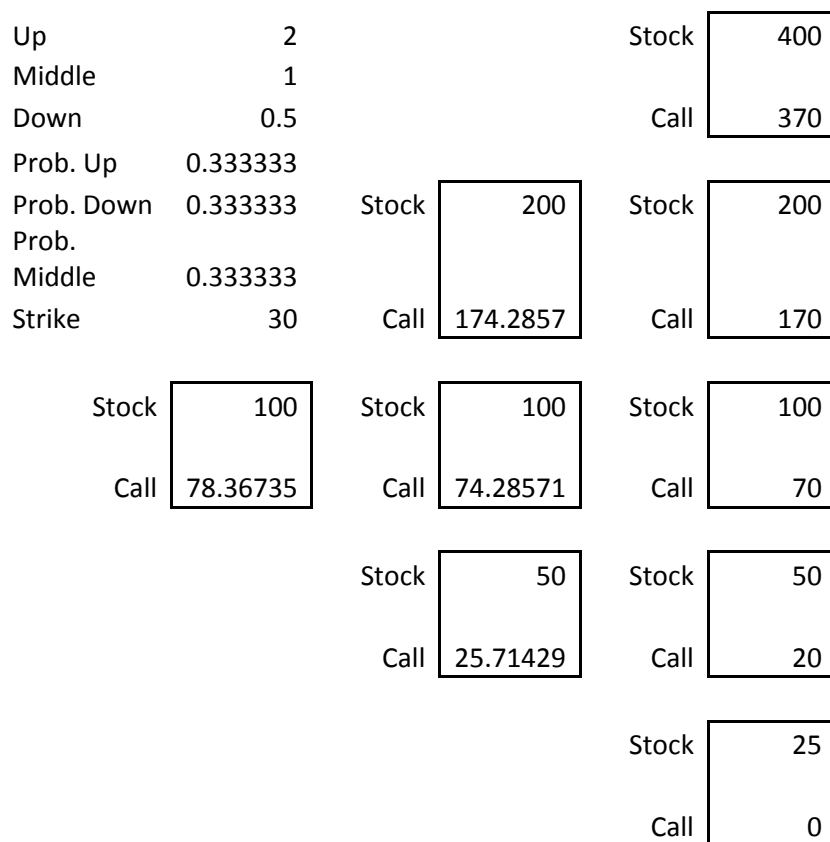 Up 2 Stock 400
Middle 1
Down 0.5 Call 370
Prob. Up 0.333333
Prob. Down 0.333333 Stock 200 Stock 200
Prob.
Middle 0.333333
Strike 30 Call 174.2857 Call 170
Stock 100 Stock 100 Stock 100
Call 78.36735 Call 74.28571 Call 70
Stock 50 Stock 50
Call 25.71429 Call 20
Stock 25
Call 0